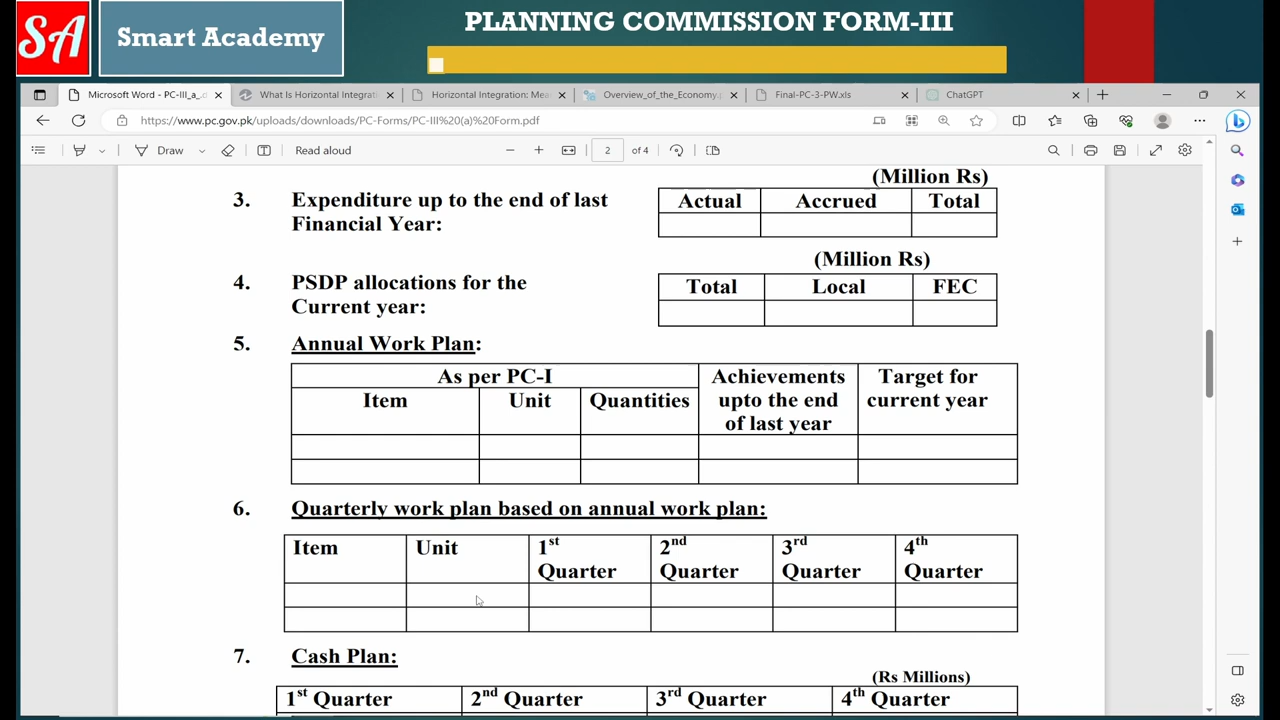 SA
Smart Academy
PLANNING COMMISSION FORM-III
Microsoft Word - PC-III_a_.d
What Is Horizontal Integrat
Horizontal Integration: Mea
Overview_of_the_Economy.p
Final-PC-3-PW.xls
ChatGPT
https://www.pc.gov.pk/uploads/downloads/PC-Forms/PC-III%20(a)%20Form.pdf
Draw
Read aloud
2 of 4
(Million Rs)
3. Expenditure up to the end of last
Financial Year:
Actual Accrued Total
(Million Rs)
4. PSDP allocations for the
Current year:
Total Local FEC
5. Annual Work Plan:
As per PC-I
Item Unit Quantities
Achievements
upto the end
of last year
Target for
current year
6. Quarterly work plan based on annual work plan:
Item Unit
1st
Quarter
2nd
Quarter
3rd
Quarter
4th
Quarter
7. Cash Plan:
(Rs Millions)
1st Quarter 2nd Quarter 3rd Quarter 4th Quarter